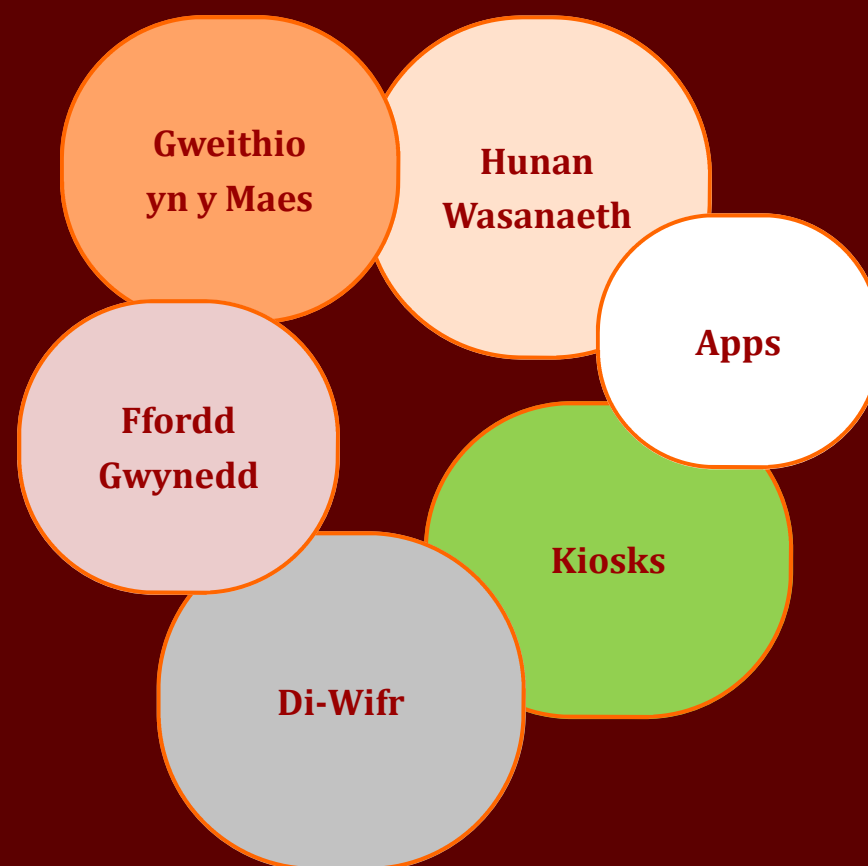 Gweithio
yn y Maes
Hunan
Wasanaeth
Apps
Ffordd
Gwynedd
Kiosks
Di-Wifr